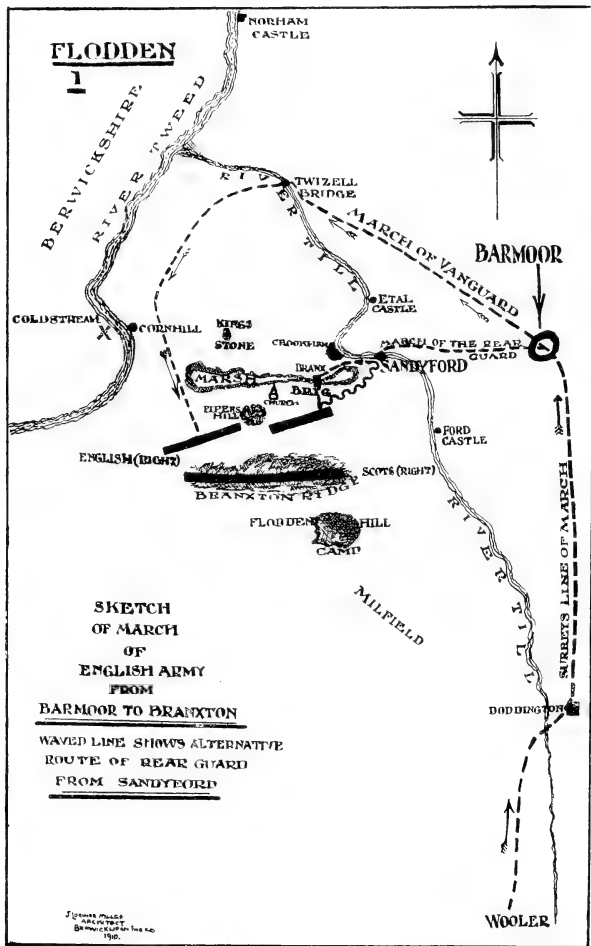 NORHAM
CASTLE
FLODDEN
1
BERWICKSHIRE
RIVER TWEED
RIVER TILL
TWIZELL
BRIDGE
MARCH OF VANGUARD
BARMOOR
ETAL
CASTLE
COLDSTREAM
CORNHILL
KINGS
STONE
CROOKHAM
MARCH OF THE REAR
GUARD
SANDYFORD
BRANX
BRIG
MARSH
CHURCH
PIPERS
HILL
FORD
CASTLE
ENGLISH (RIGHT)
SCOTS (RIGHT)
BRANXTON RIDGE
FLODDEN HILL
CAMP
RIVER TILL
SURREYS LINE OF MARCH
MILFIELD
SKETCH
OF MARCH
OF
ENGLISH ARMY
FROM
BARMOOR TO BRANXTON
WAVED LINE SHOWS ALTERNATIVE
ROUTE OF REAR GUARD
FROM SANDYFORD
DODDINGTON
WOOLER
ARCHITECT
1910.